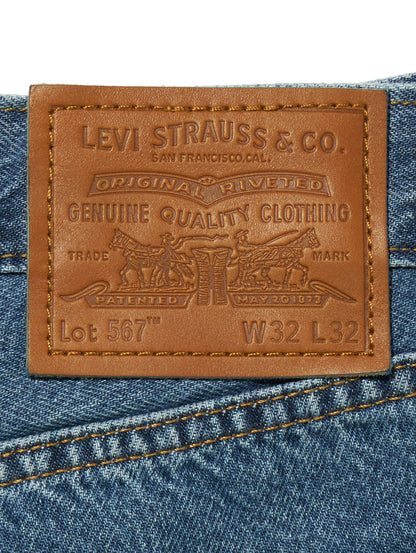 LEVI STRAUSS & CO.
SAN FRANCISCO, CAL.
ORIGINAL RIVETED
GENUINE QUALITY CLOTHING
TRADE MARK
PATENTED MAY 20 1873
Lot 567™ W32 L32